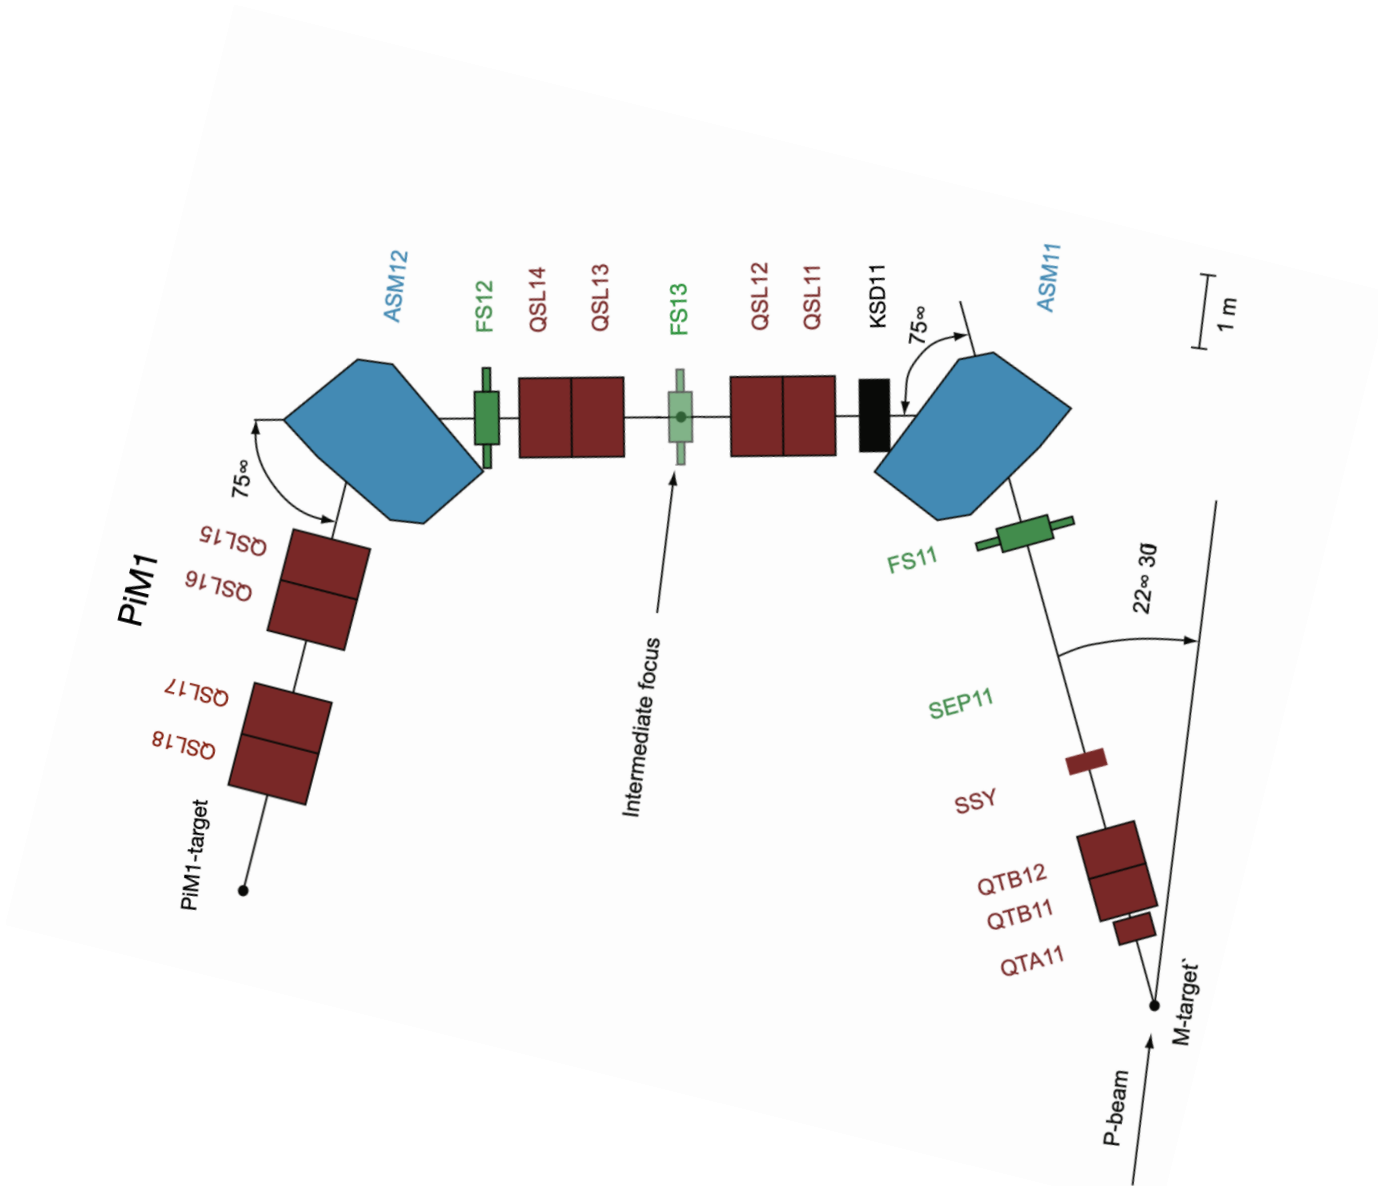 ASM12
FS12
QSL14
QSL13
FS13
QSL12
QSL11
KSD11
75∞
ASM11
1 m
75∞
QSL15
QSL16
PiM1
QSL17
QSL18
PiM1-target
Intermediate focus
FS11
22∞ 30
SEP11
SSY
QTB12
QTB11
QTA11
M-target`
P-beam